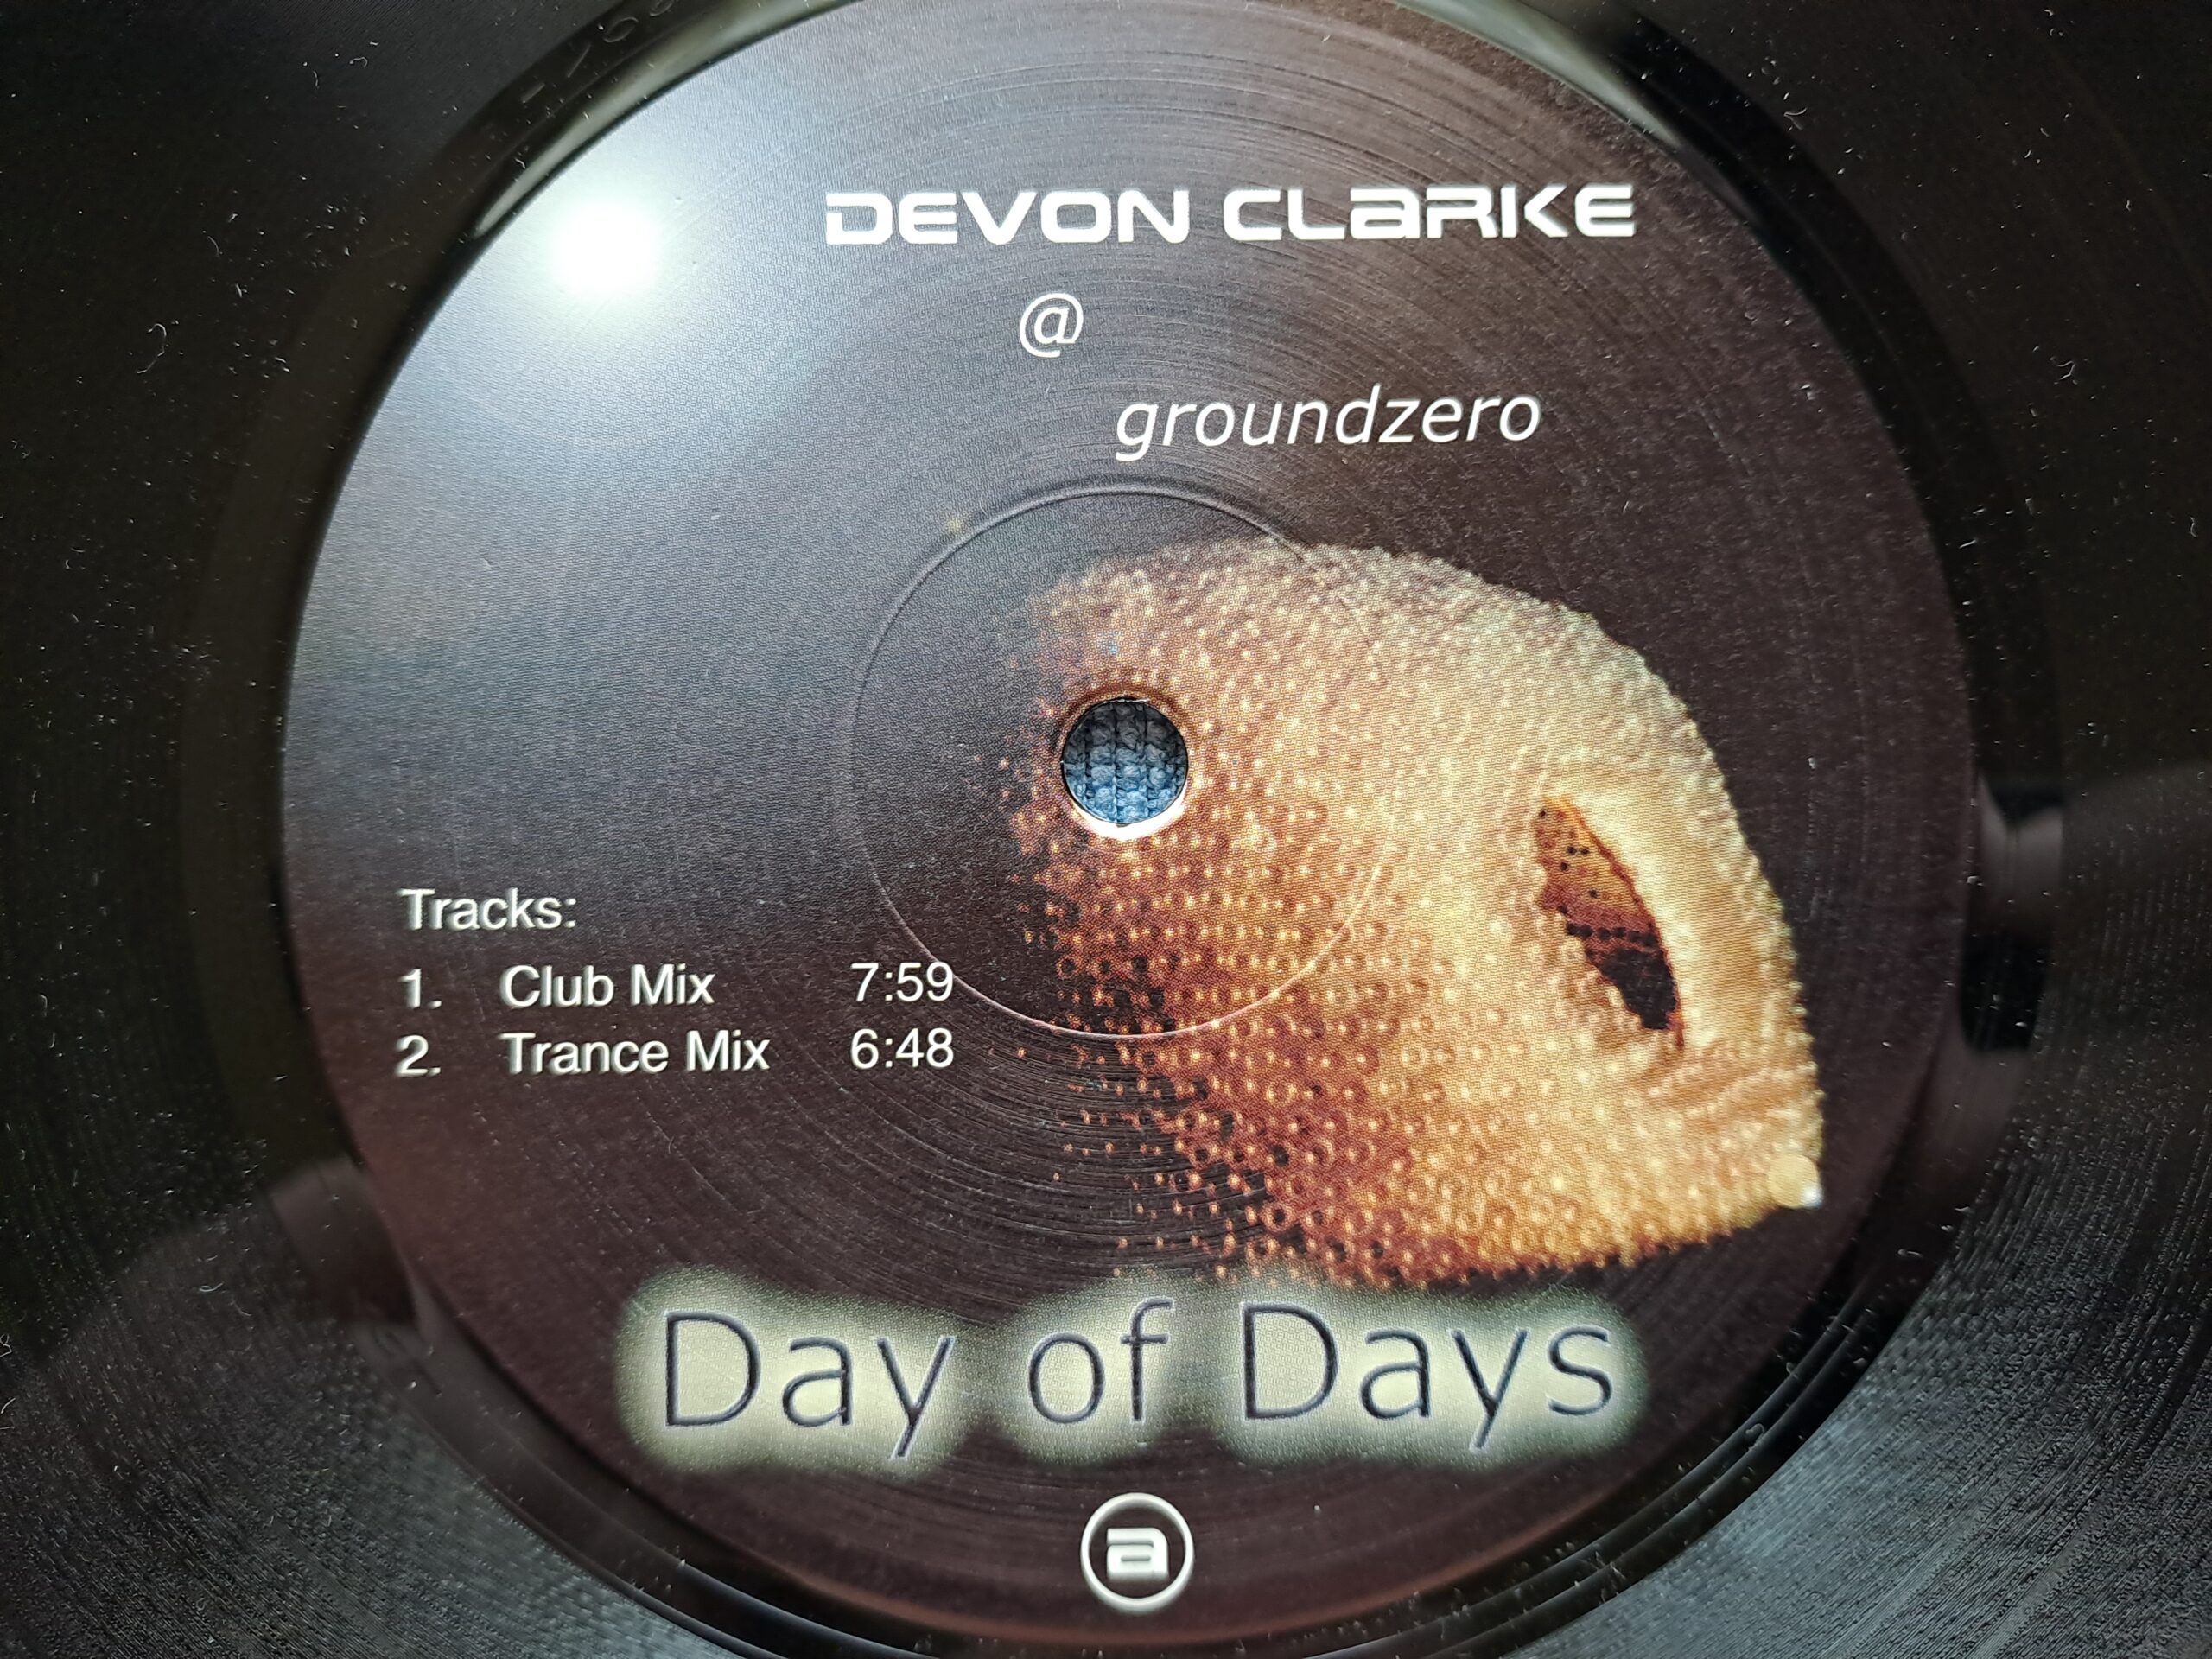 DEVON CLARKE
@
groundzero
Tracks:
1. Club Mix 7:59
2. Trance Mix 6:48
Day of Days
a